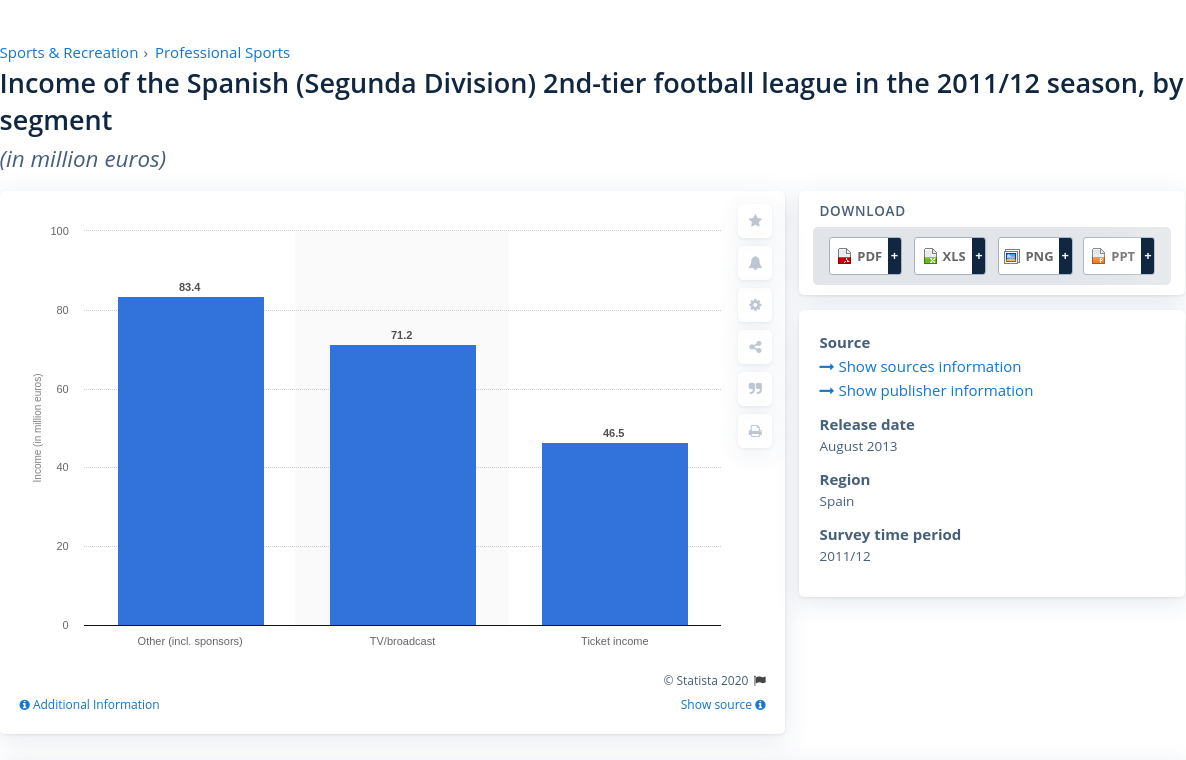 Sports & Recreation › Professional Sports
Income of the Spanish (Segunda Division) 2nd-tier football league in the 2011/12 season, by
segment
(in million euros)
100
80
60
40
20
0
Income (in million euros)
83.4
71.2
46.5
Other (incl. sponsors)
TV/broadcast
Ticket income
© Statista 2020
Additional Information
Show source
DOWNLOAD
PDF +
XLS +
PNG +
PPT +
Source
Show sources information
Show publisher information
Release date
August 2013
Region
Spain
Survey time period
2011/12